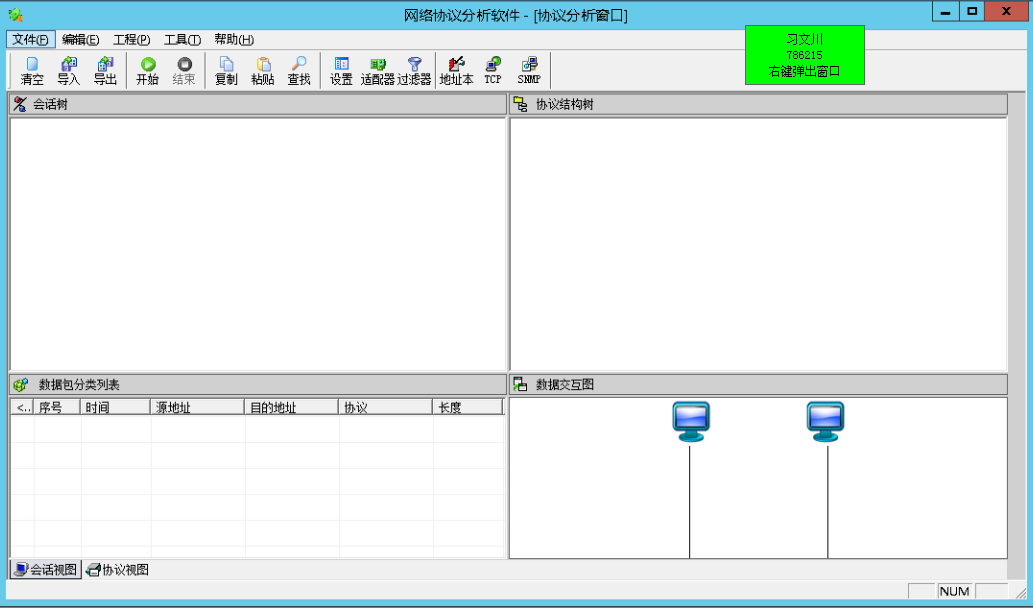 网络协议分析软件 - [协议分析窗口]
文件(F) 编辑(E) 工程(P) 工具(T) 帮助(H)
习文川
786215
右键弹出窗口
清空 导入 导出 开始 结束 复制 粘贴 查找 设置 适配器 过滤器 地址本 TCP SNMP
会话树
协议结构树
数据包分类列表
数据交互图
<.. 序号 时间 源地址 目的地址 协议 长度
会话视图 协议视图
NUM